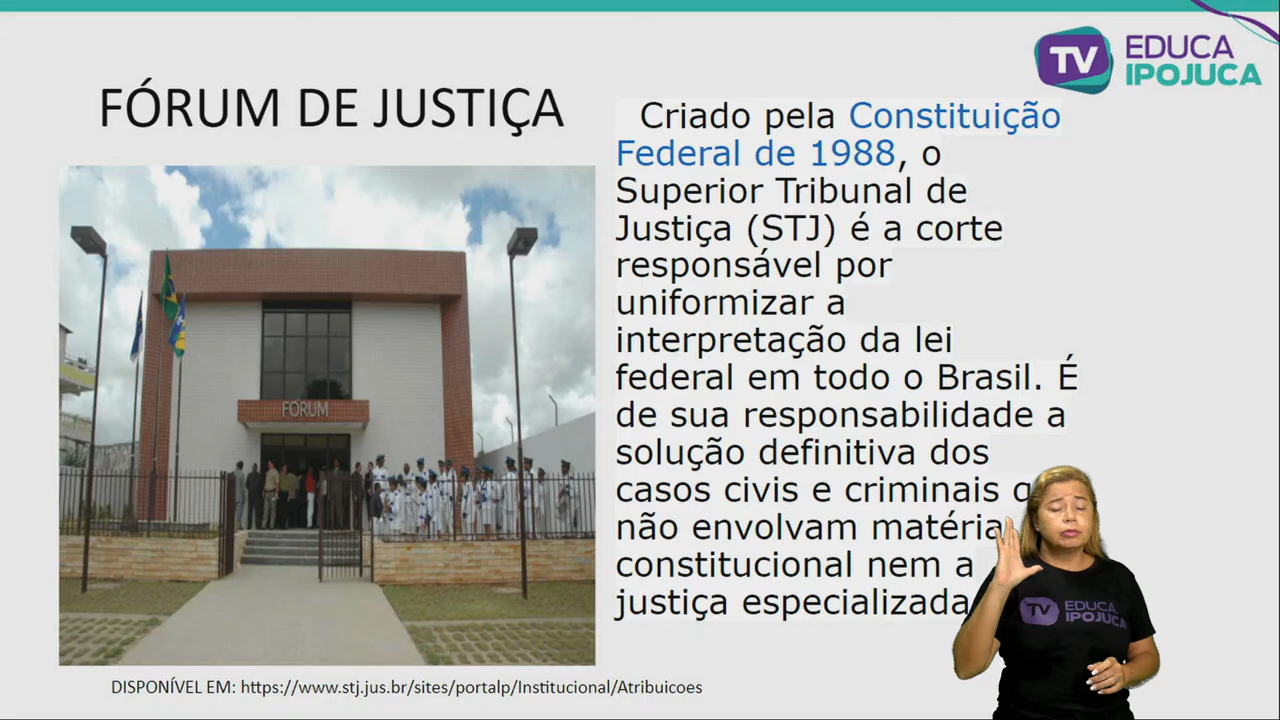 TV EDUCA
IPOJUCA
FÓRUM DE JUSTIÇA
Criado pela Constituição
Federal de 1988, o
Superior Tribunal de
Justiça (STJ) é a corte
responsável por
uniformizar a
interpretação da lei
federal em todo o Brasil. É
de sua responsabilidade a
solução definitiva dos
casos civis e criminais
não envolvam matéria
constitucional nem a
justiça especializada
FÓRUM
TV EDUCA
IPOJUCA
DISPONÍVEL EM: https://www.stj.jus.br/sites/portalp/Institucional/Atribuicoes